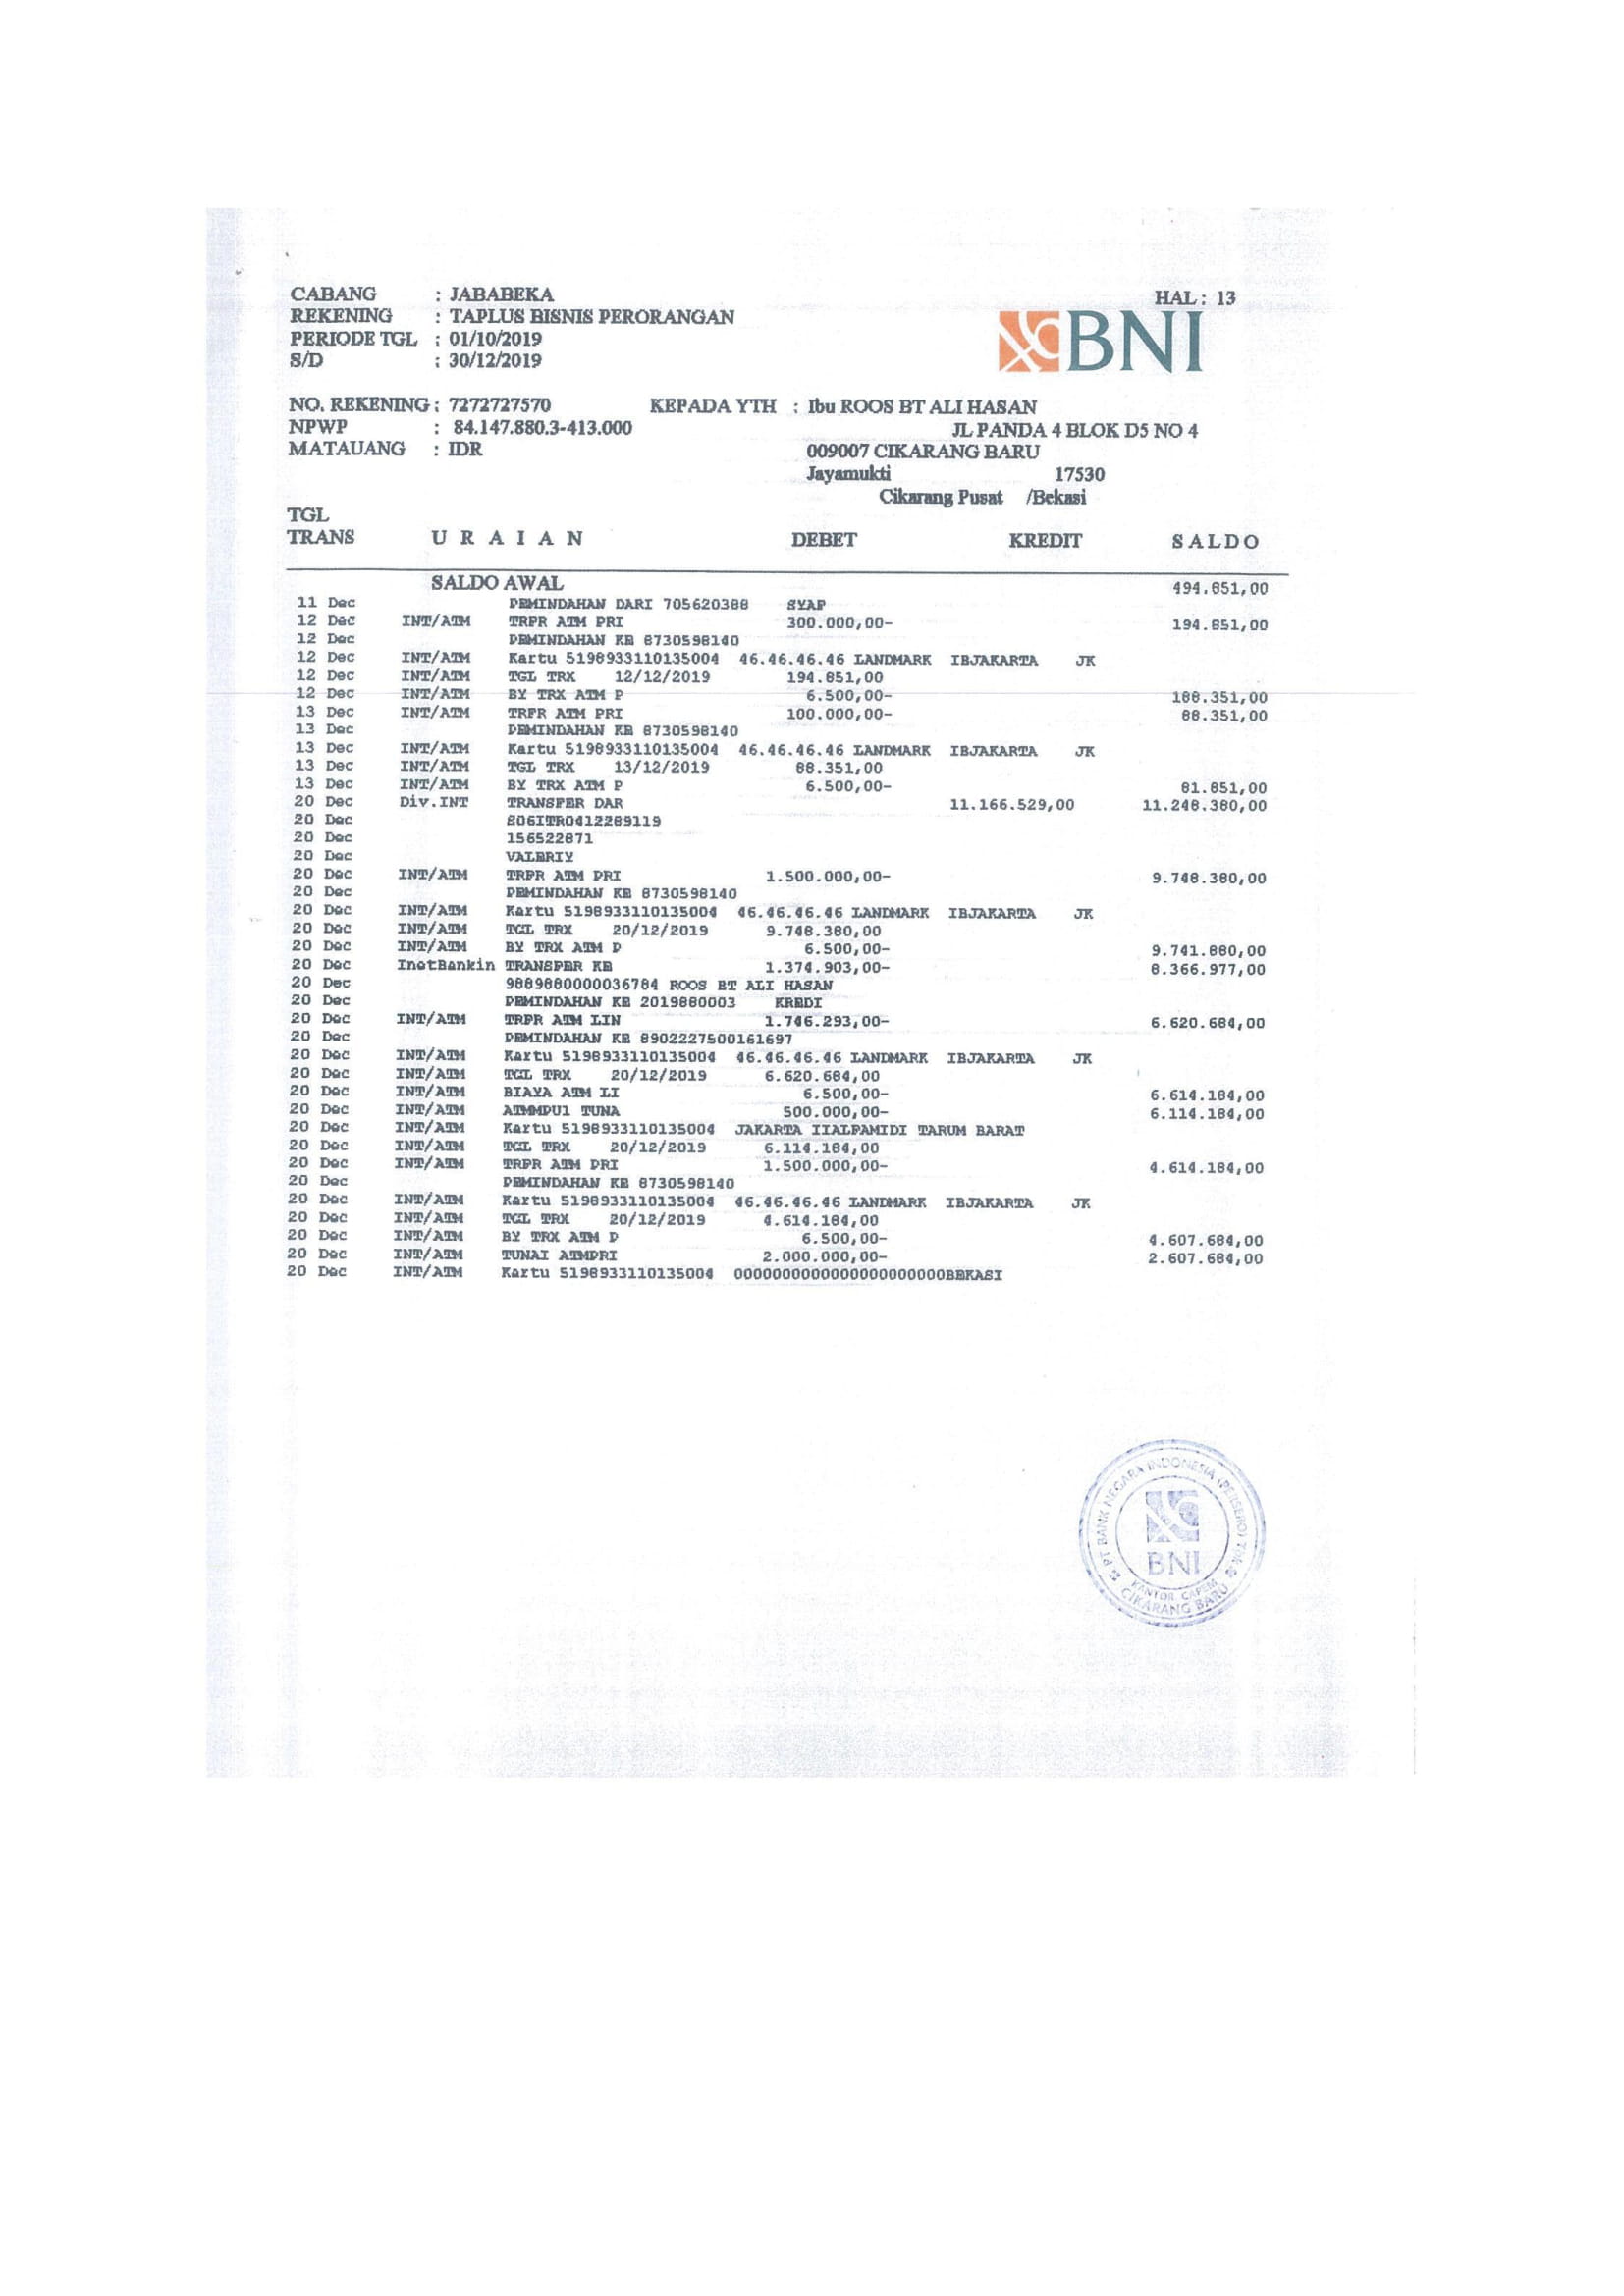 CABANG : JABABEKA
HAL : 13
REKENING : TAPLUS BISNIS PERORANGAN
PERIODE TGL : 01/10/2019
S/D : 30/12/2019
BNI
NO. REKENING : 7272727570 KEPADA YTH : Ibu ROOS BT ALI HASAN
NPWP : 84.147.880.3-413.000 JL PANDA 4 BLOK D5 NO 4
MATAUANG : IDR 009007 CIKARANG BARU
Jayamukti 17530
Cikarang Pusat /Bekasi
TGL
TRANS U R A I A N DEBET KREDIT S A L D O
SALDO AWAL 494.851,00
11 Dec PEMINDAHAN DARI 705620388 SYAP
12 Dec INT/ATM TRPR ATM PRI 300.000,00- 194.851,00
12 Dec PEMINDAHAN KE 8730598140
12 Dec INT/ATM Kartu 5198933110135004 46.46.46.46 LANDMARK IBJAKARTA JK
12 Dec INT/ATM TGL TRX 12/12/2019 194.851,00
12 Dec INT/ATM BY TRX ATM P 6.500,00- 188.351,00
13 Dec INT/ATM TRPR ATM PRI 100.000,00- 88.351,00
13 Dec PEMINDAHAN KE 8730598140
13 Dec INT/ATM Kartu 5198933110135004 46.46.46.46 LANDMARK IBJAKARTA JK
13 Dec INT/ATM TGL TRX 13/12/2019 88.351,00
13 Dec INT/ATM BY TRX ATM P 6.500,00- 81.851,00
20 Dec Div.INT TRANSFER DAR 11.166.529,00 11.248.380,00
20 Dec S06ITR0412289119
20 Dec 156522871
20 Dec VALERIY
20 Dec INT/ATM TRPR ATM PRI 1.500.000,00- 9.748.380,00
20 Dec PEMINDAHAN KE 8730598140
20 Dec INT/ATM Kartu 5198933110135004 46.46.46.46 LANDMARK IBJAKARTA JK
20 Dec INT/ATM TGL TRX 20/12/2019 9.748.380,00
20 Dec INT/ATM BY TRX ATM P 6.500,00- 9.741.880,00
20 Dec InetBankin TRANSFER KE 1.374.903,00- 8.366.977,00
20 Dec 9889880000036784 ROOS BT ALI HASAN
20 Dec PEMINDAHAN KE 2019880003 KREDI
20 Dec INT/ATM TRPR ATM LIN 1.746.293,00- 6.620.684,00
20 Dec PEMINDAHAN KE 8902227500161697
20 Dec INT/ATM Kartu 5198933110135004 46.46.46.46 LANDMARK IBJAKARTA JK
20 Dec INT/ATM TGL TRX 20/12/2019 6.620.684,00
20 Dec INT/ATM BIAYA ATM LI 6.500,00- 6.614.184,00
20 Dec INT/ATM ATMMPU1 TUNA 500.000,00- 6.114.184,00
20 Dec INT/ATM Kartu 5198933110135004 JAKARTA IIALFAMIDI TARUM BARAT
20 Dec INT/ATM TGL TRX 20/12/2019 6.114.184,00
20 Dec INT/ATM TRPR ATM PRI 1.500.000,00- 4.614.184,00
20 Dec PEMINDAHAN KE 8730598140
20 Dec INT/ATM Kartu 5198933110135004 46.46.46.46 LANDMARK IBJAKARTA JK
20 Dec INT/ATM TGL TRX 20/12/2019 4.614.184,00
20 Dec INT/ATM BY TRX ATM P 6.500,00- 4.607.684,00
20 Dec INT/ATM TUNAI ATMPRI 2.000.000,00- 2.607.684,00
20 Dec INT/ATM Kartu 5198933110135004 0000000000000000000000BEKASI
PT BANK NEGARA INDONESIA (PERSERO) Tbk
BNI
KANTOR CAPEM
CIKARANG BARU